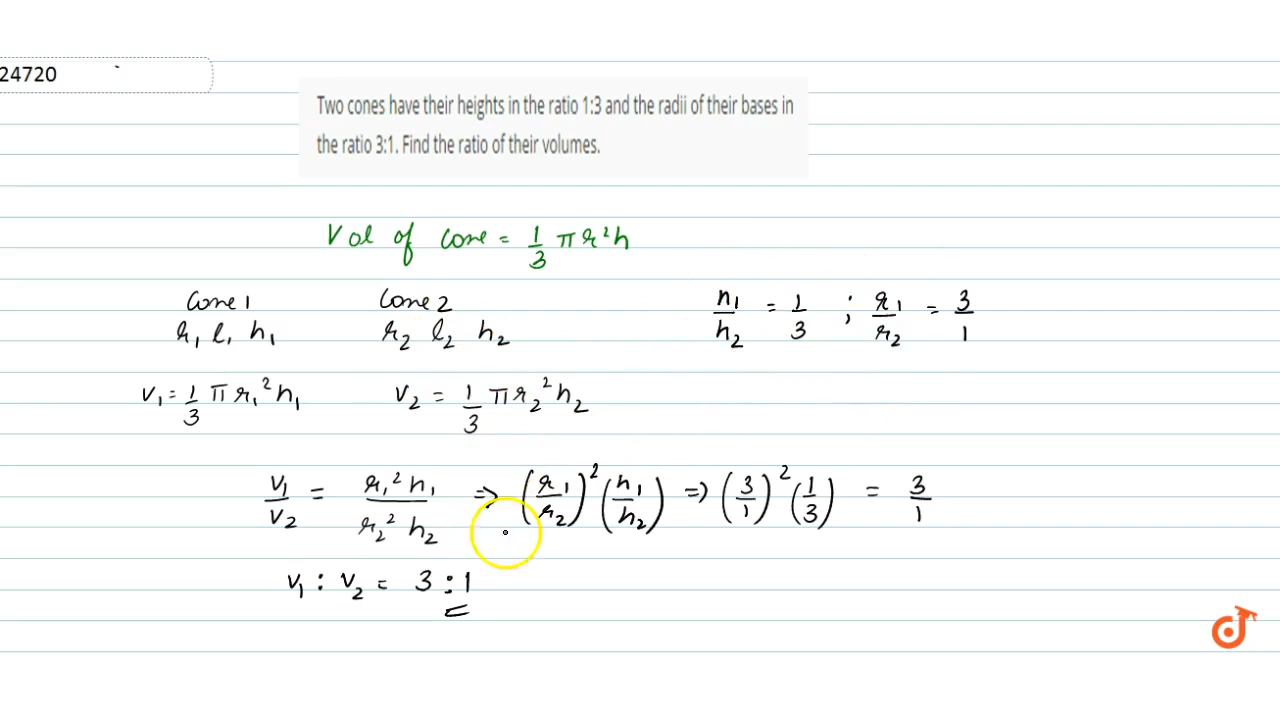 24720
Two cones have their heights in the ratio 1:3 and the radii of their bases in
the ratio 3:1. Find the ratio of their volumes.
Vol of cone = 1/3 πr²h
Cone 1 Cone 2 h₁/h₂ = 1/3 ; r₁/r₂ = 3/1
r₁ l₁ h₁ r₂ l₂ h₂
V₁ = 1/3 πr₁²h₁ V₂ = 1/3 πr₂²h₂
V₁/V₂ = r₁²h₁/r₂²h₂ ⇒ (r₁/r₂)² (h₁/h₂) ⇒ (3/1)² (1/3) = 3/1
V₁ : V₂ = 3 : 1